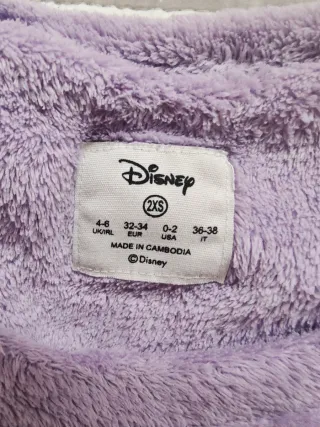 Disney
2XS
4-6 32-34 0-2 36-38
UK/IRL EUR USA IT
MADE IN CAMBODIA
©Disney